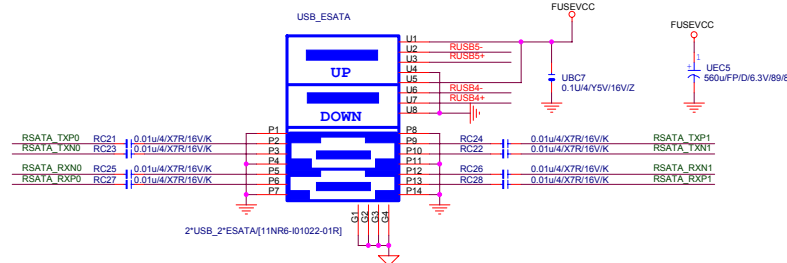 FUSEVCC
USB_ESATA
FUSEVCC
U1
U2
RUSB5-
U3
RUSB5+
U4
UP
U5
U6
RUSB4-
U7
RUSB4+
U8
DOWN
UBC7
0.1U/4/Y5V/16V/Z
1
+
UEC5
560u/FP/D/6.3V/89/8
RSATA_TXP0 RC21 0.01u/4/X7R/16V/K
RSATA_TXN0 RC23 0.01u/4/X7R/16V/K
RSATA_RXN0 RC25 0.01u/4/X7R/16V/K
RSATA_RXP0 RC27 0.01u/4/X7R/16V/K
P1
P2
P3
P4
P5
P6
P7
P8
P9
P10
P11
P12
P13
P14
RC24 0.01u/4/X7R/16V/K RSATA_TXP1
RC22 0.01u/4/X7R/16V/K RSATA_TXN1
RC26 0.01u/4/X7R/16V/K RSATA_RXN1
RC28 0.01u/4/X7R/16V/K RSATA_RXP1
G1
G2
G3
G4
2*USB_2*ESATA/[11NR6-I01022-01R]